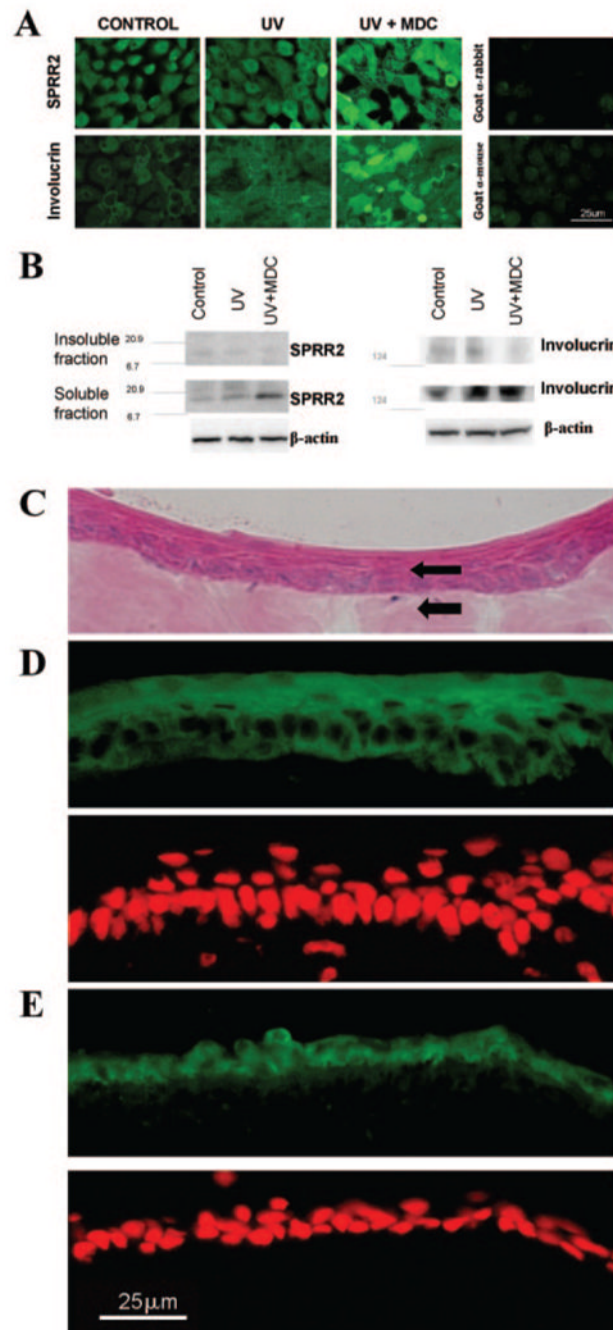 A
CONTROL
UV
UV + MDC
SPRR2
Goat α-rabbit
Involucrin
Goat α-mouse
25um
B
Control
UV
UV+MDC
Control
UV
UV+MDC
Insoluble
fraction
20.9
6.7
SPRR2
124
Involucrin
Soluble
fraction
20.9
6.7
SPRR2
124
Involucrin
β-actin
β-actin
C
D
E
25μm